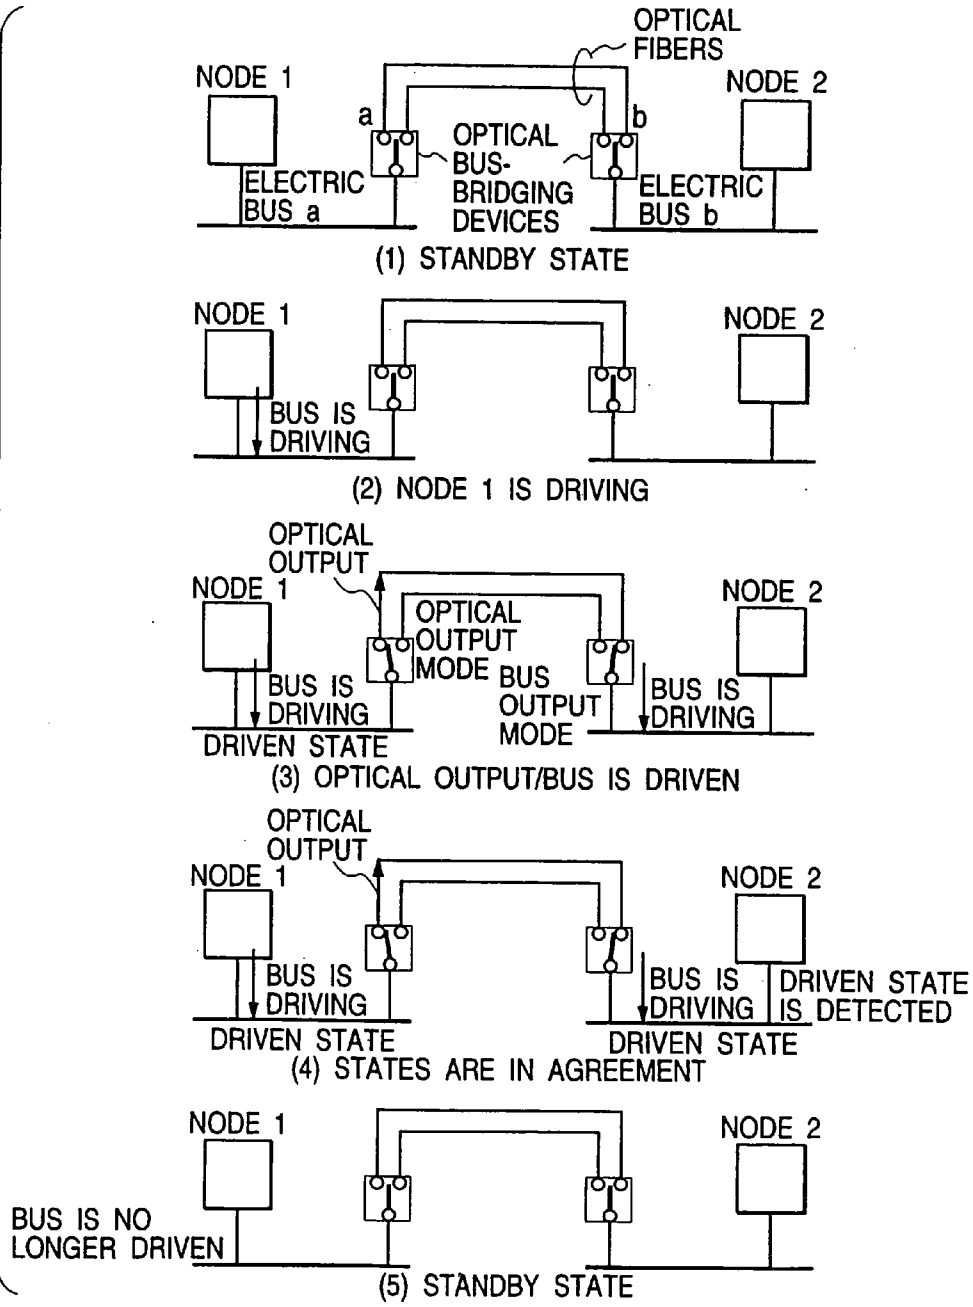 OPTICAL
FIBERS
NODE 1
NODE 2
a
b
OPTICAL
BUS-
BRIDGING
DEVICES
ELECTRIC
BUS a
ELECTRIC
BUS b
(1) STANDBY STATE
NODE 1
NODE 2
BUS IS
DRIVING
(2) NODE 1 IS DRIVING
OPTICAL
OUTPUT
NODE 1
NODE 2
OPTICAL
OUTPUT
MODE
BUS IS
DRIVING
BUS
OUTPUT
MODE
BUS IS
DRIVING
DRIVEN STATE
(3) OPTICAL OUTPUT/BUS IS DRIVEN
OPTICAL
OUTPUT
NODE 1
NODE 2
BUS IS
DRIVING
BUS IS
DRIVING
DRIVEN STATE
IS DETECTED
DRIVEN STATE
DRIVEN STATE
(4) STATES ARE IN AGREEMENT
NODE 1
NODE 2
BUS IS NO
LONGER DRIVEN
(5) STANDBY STATE